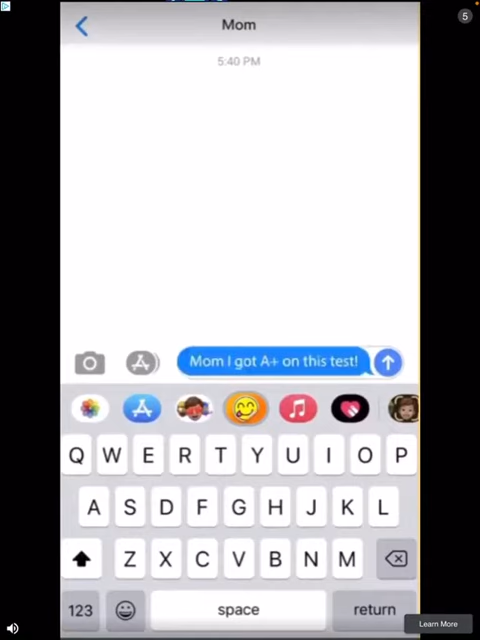 5
Mom
5:40 PM
Mom I got A+ on this test!
Q W E R T Y U I O P
A S D F G H J K L
Z X C V B N M
123 space return
Learn More